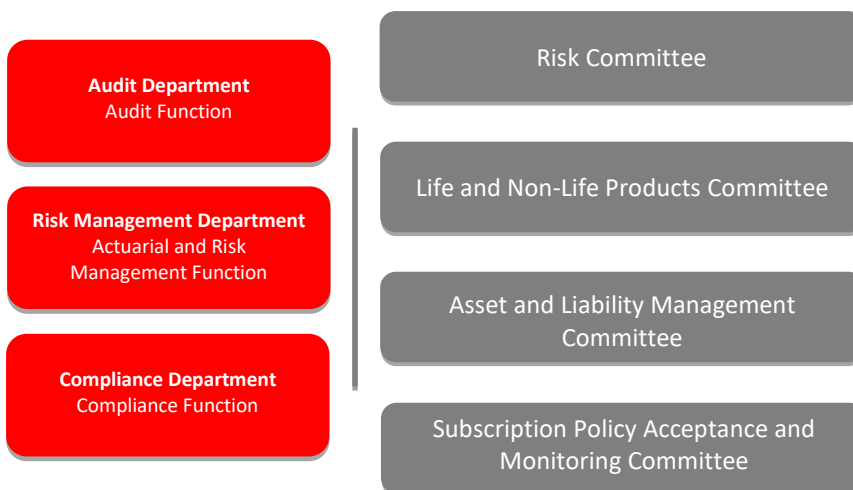 Audit Department
Audit Function
Risk Management Department
Actuarial and Risk
Management Function
Compliance Department
Compliance Function
Risk Committee
Life and Non-Life Products Committee
Asset and Liability Management
Committee
Subscription Policy Acceptance and
Monitoring Committee